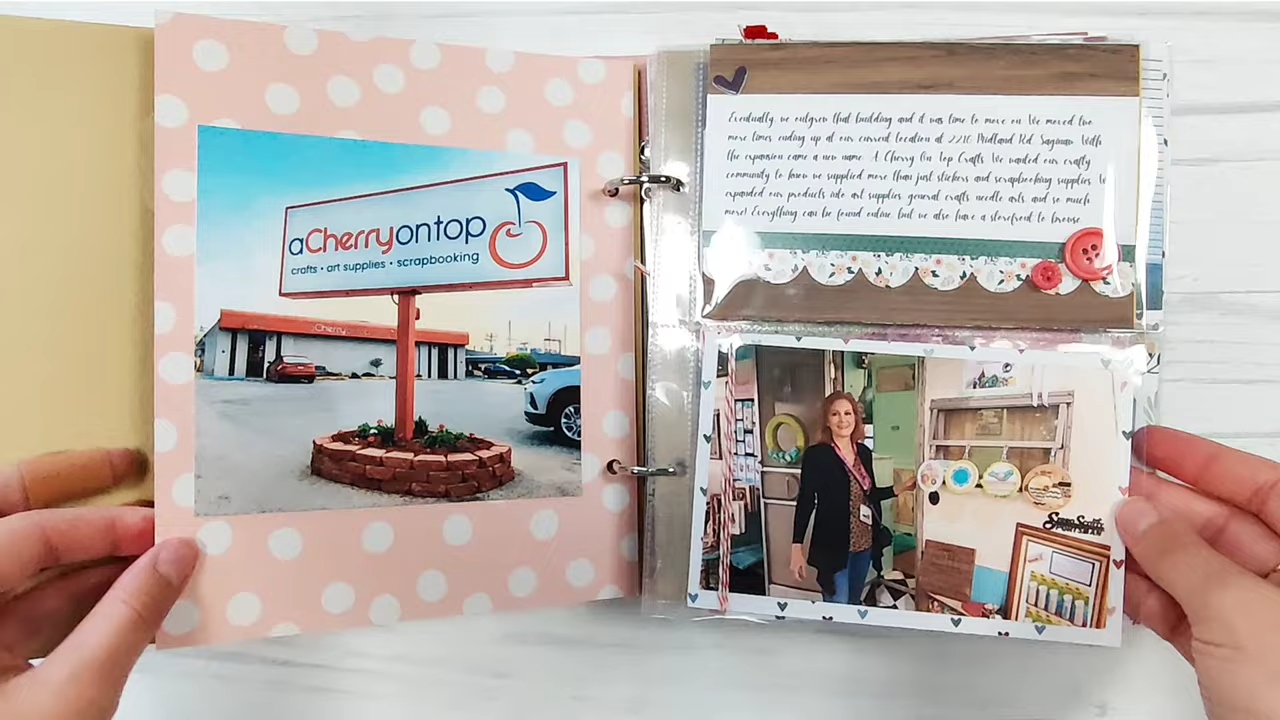 aCherryontop
crafts • art supplies • scrapbooking
Cherry
Eventually, we outgrew that building and it was time to move on We moved two
more times ending up at our current location at Midland Rd Saginaw With
the expansion came a new name A Cherry On Top Crafts We wanted our crafty
community to know we supplied more than just stickers and scrapbooking supplies
expanded our products into art supplies general crafts needle arts and so much
more! Everything can be found online but we also have a storefront to browse